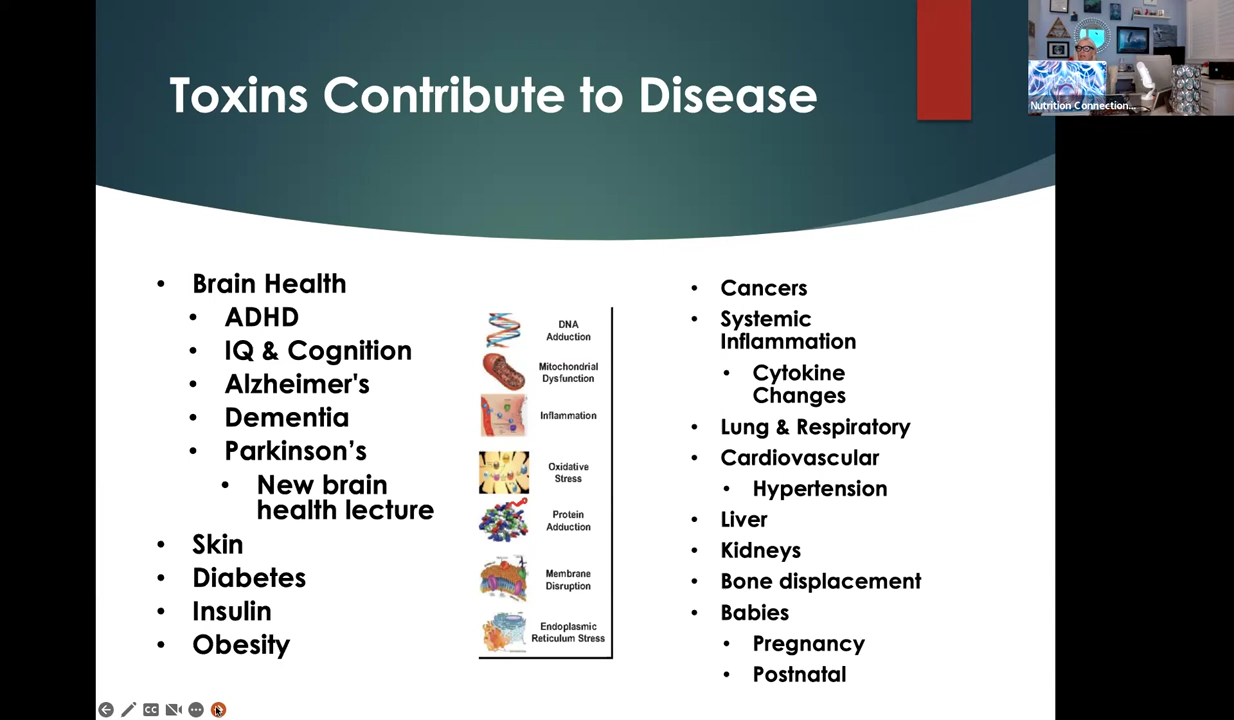 Toxins Contribute to Disease
Nutrition Connection...
• Brain Health
• ADHD
• IQ & Cognition
• Alzheimer's
• Dementia
• Parkinson’s
• New brain
health lecture
• Skin
• Diabetes
• Insulin
• Obesity
DNA
Adduction
Mitochondrial
Dysfunction
Inflammation
Oxidative
Stress
Protein
Adduction
Membrane
Disruption
Endoplasmic
Reticulum Stress
• Cancers
• Systemic
Inflammation
• Cytokine
Changes
• Lung & Respiratory
• Cardiovascular
• Hypertension
• Liver
• Kidneys
• Bone displacement
• Babies
• Pregnancy
• Postnatal
CC